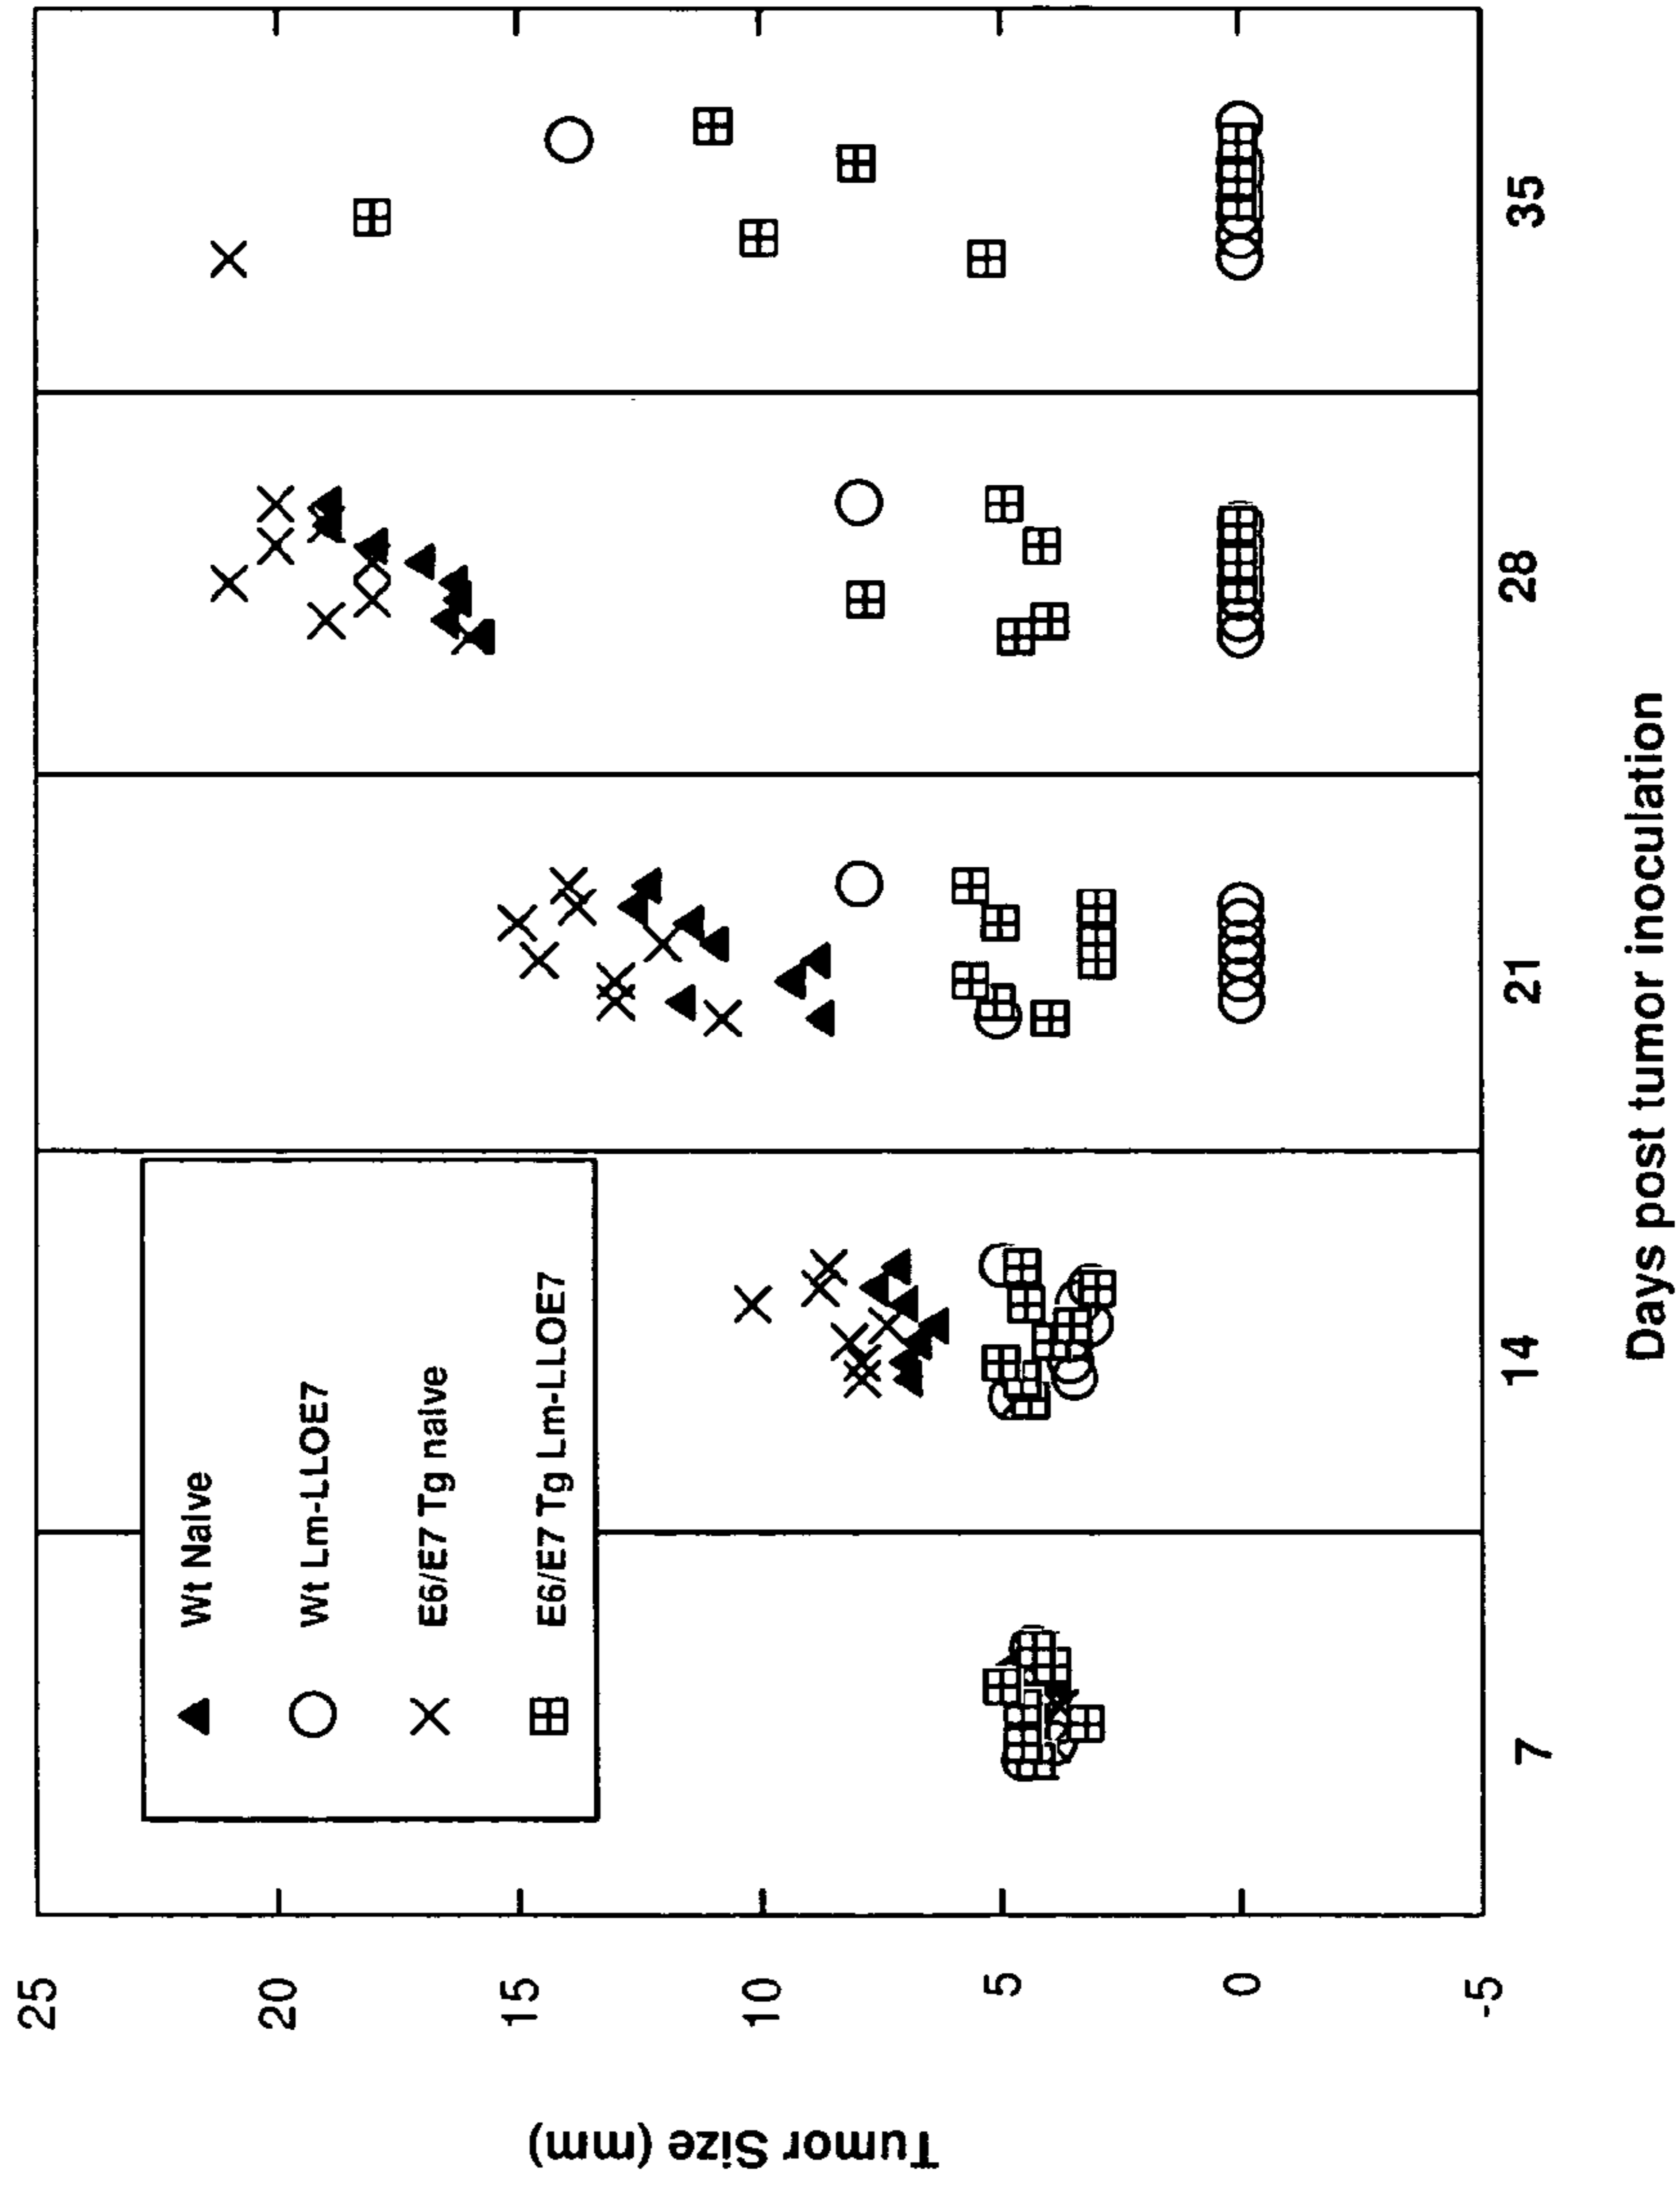 Tumor Size (mm)
25
20
15
10
5
0
-5
Wt Naive
Wt Lm-LLOE7
E6/E7 Tg naive
E6/E7 Tg Lm-LLOE7
7
14
21
28
35
Days post tumor inoculation